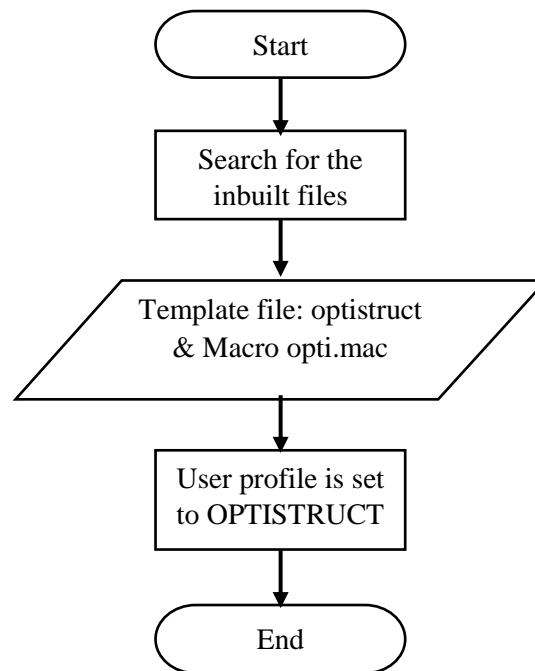 Start
Search for the
inbuilt files
Template file: optistruct
& Macro opti.mac
User profile is set
to OPTISTRUCT
End